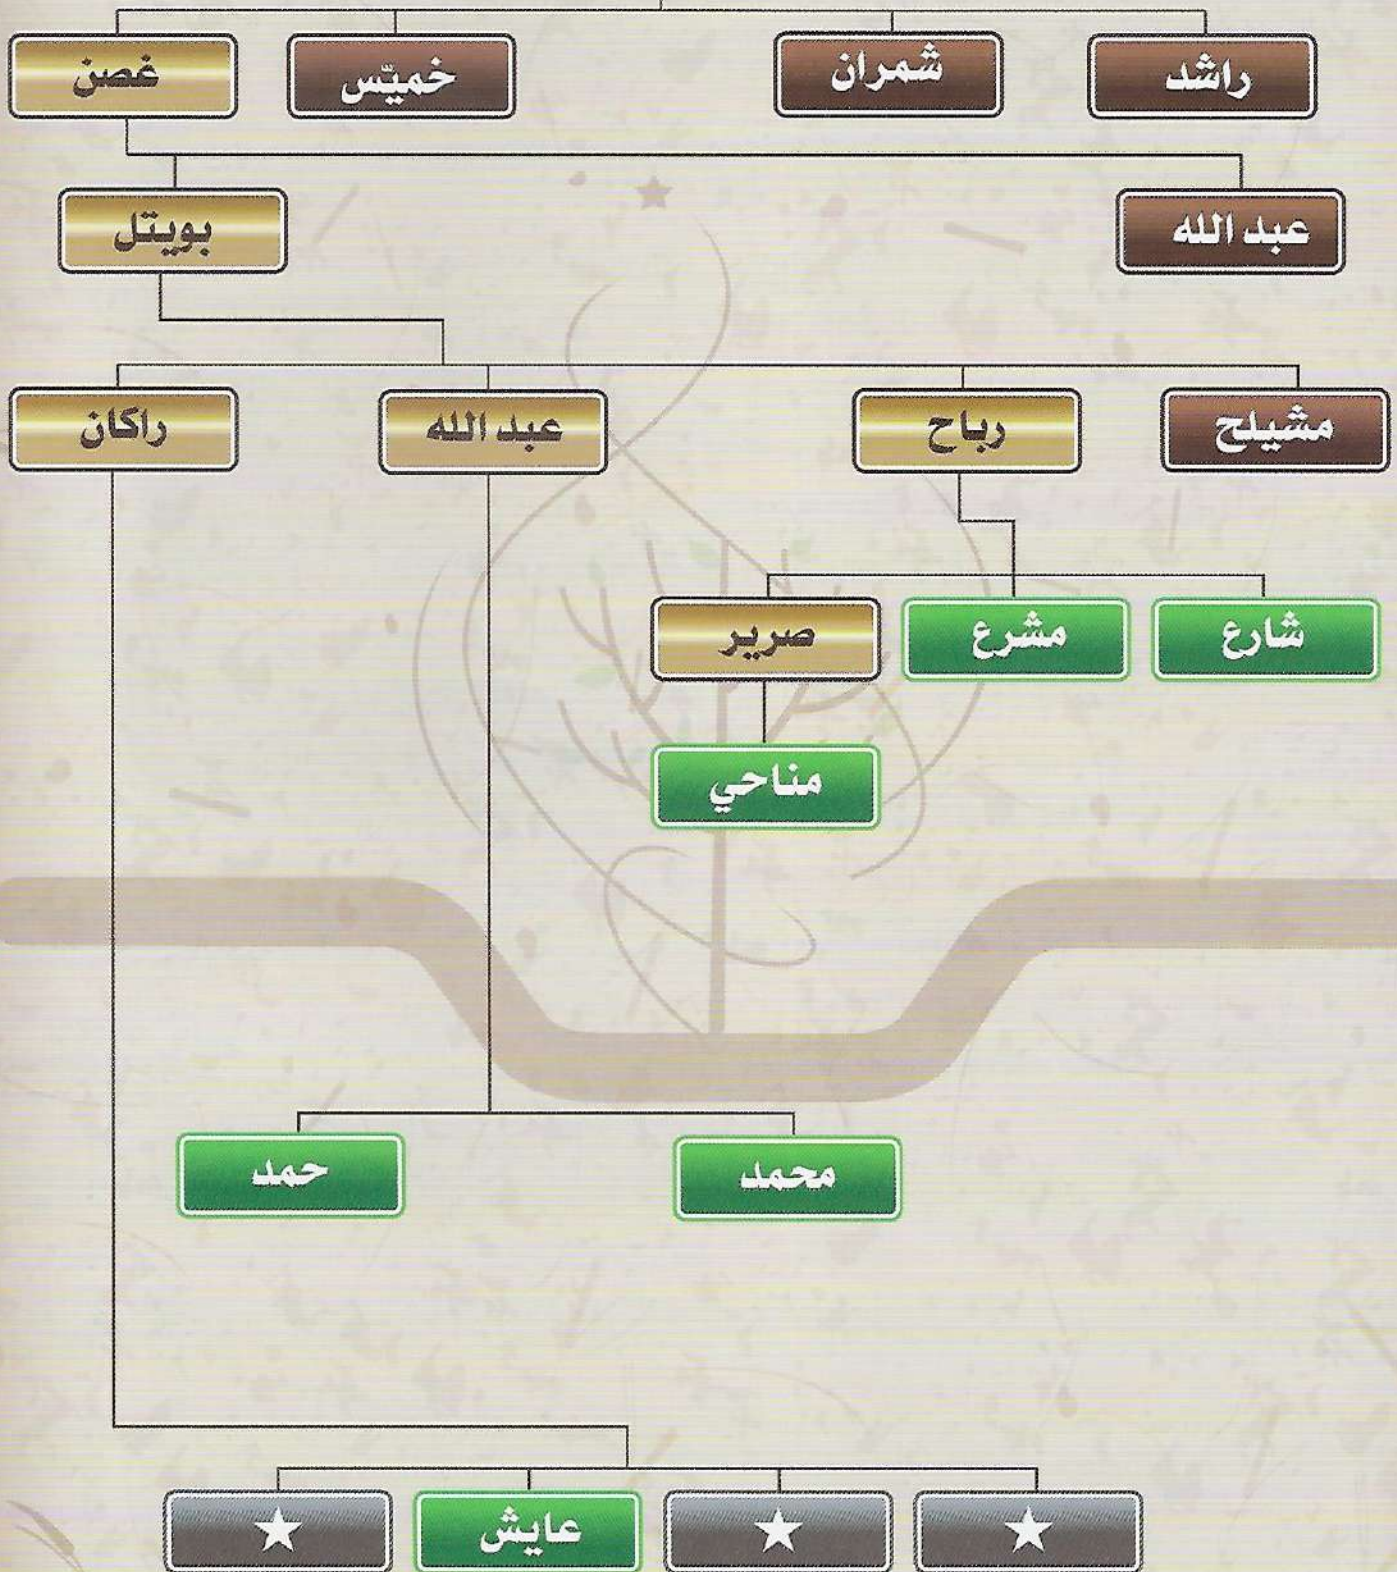 راشد
شمران
خميّس
غصن
عبد الله
بويتل
مشيلح
رباح
عبد الله
راكان
شارع
مشرع
صرير
مناحي
محمد
حمد
عايش